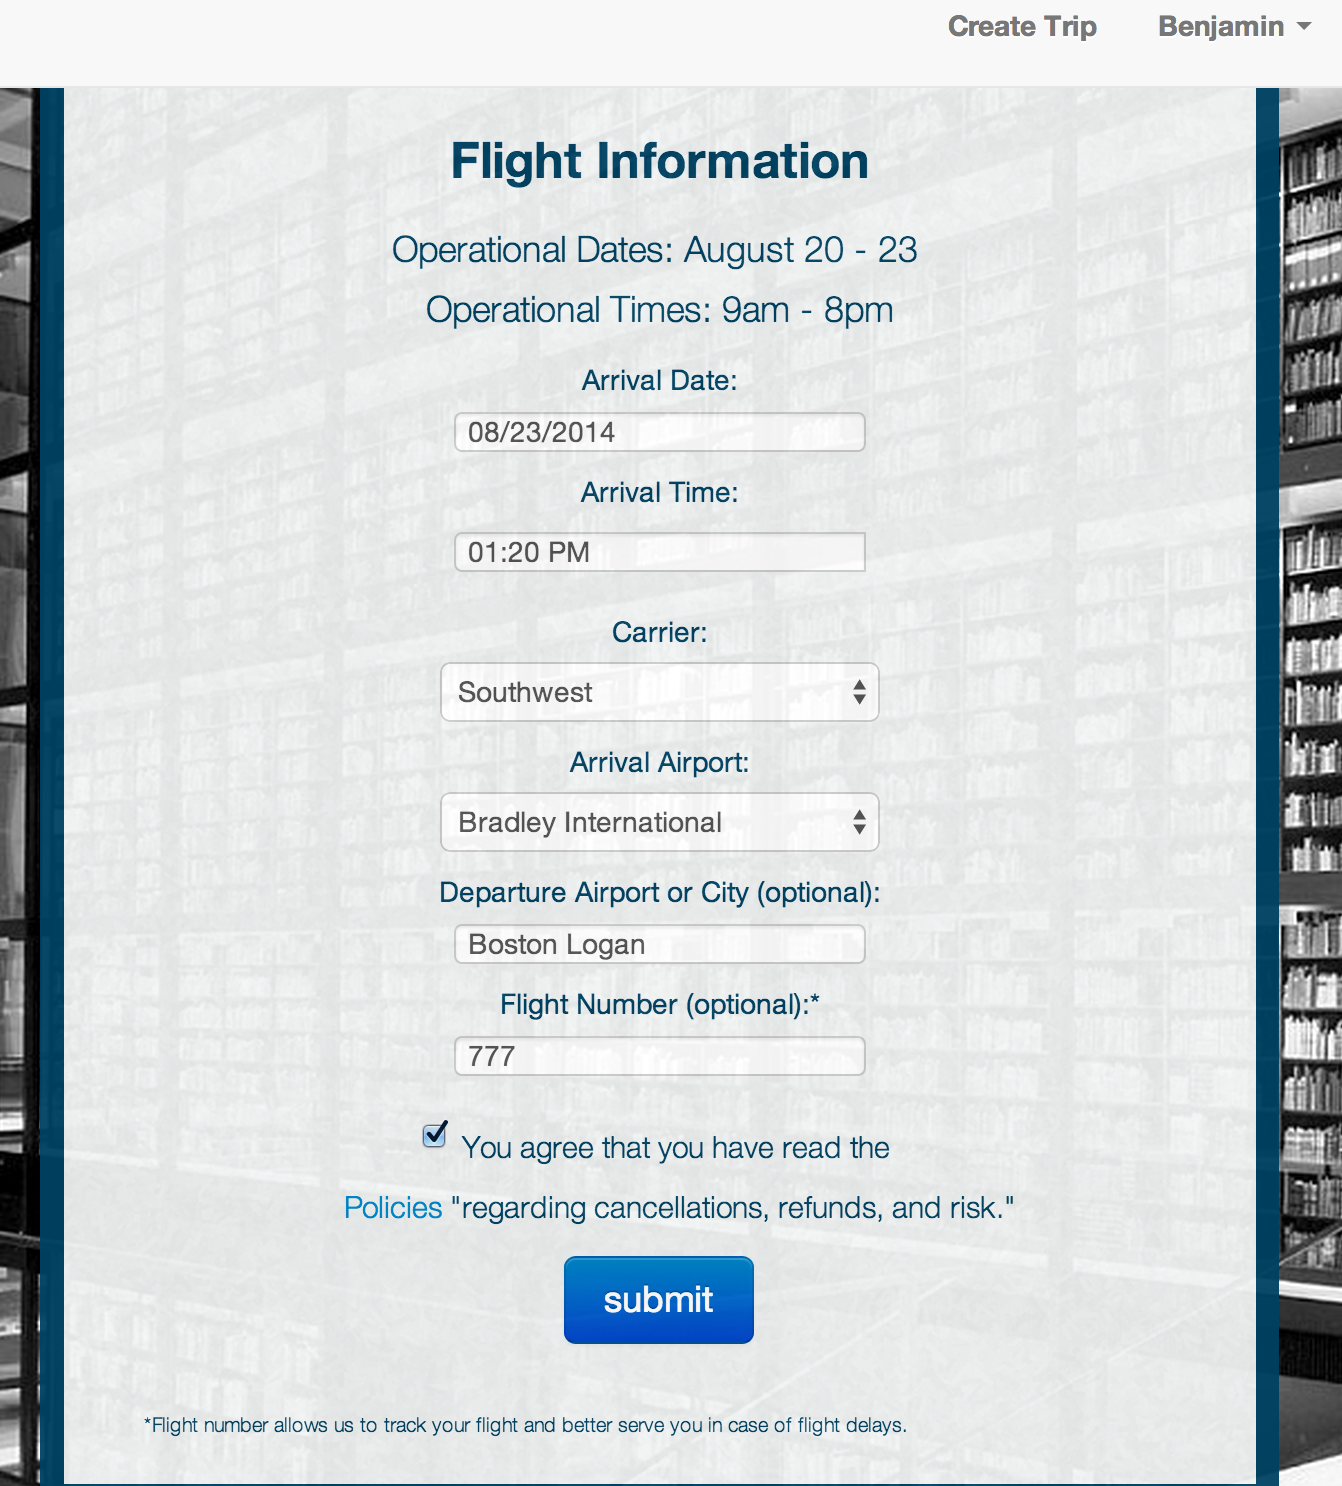 Create Trip Benjamin
Flight Information
Operational Dates: August 20 - 23
Operational Times: 9am - 8pm
Arrival Date:
08/23/2014
Arrival Time:
01:20 PM
Carrier:
Southwest
Arrival Airport:
Bradley International
Departure Airport or City (optional):
Boston Logan
Flight Number (optional):*
777
You agree that you have read the
Policies "regarding cancellations, refunds, and risk."
submit
*Flight number allows us to track your flight and better serve you in case of flight delays.